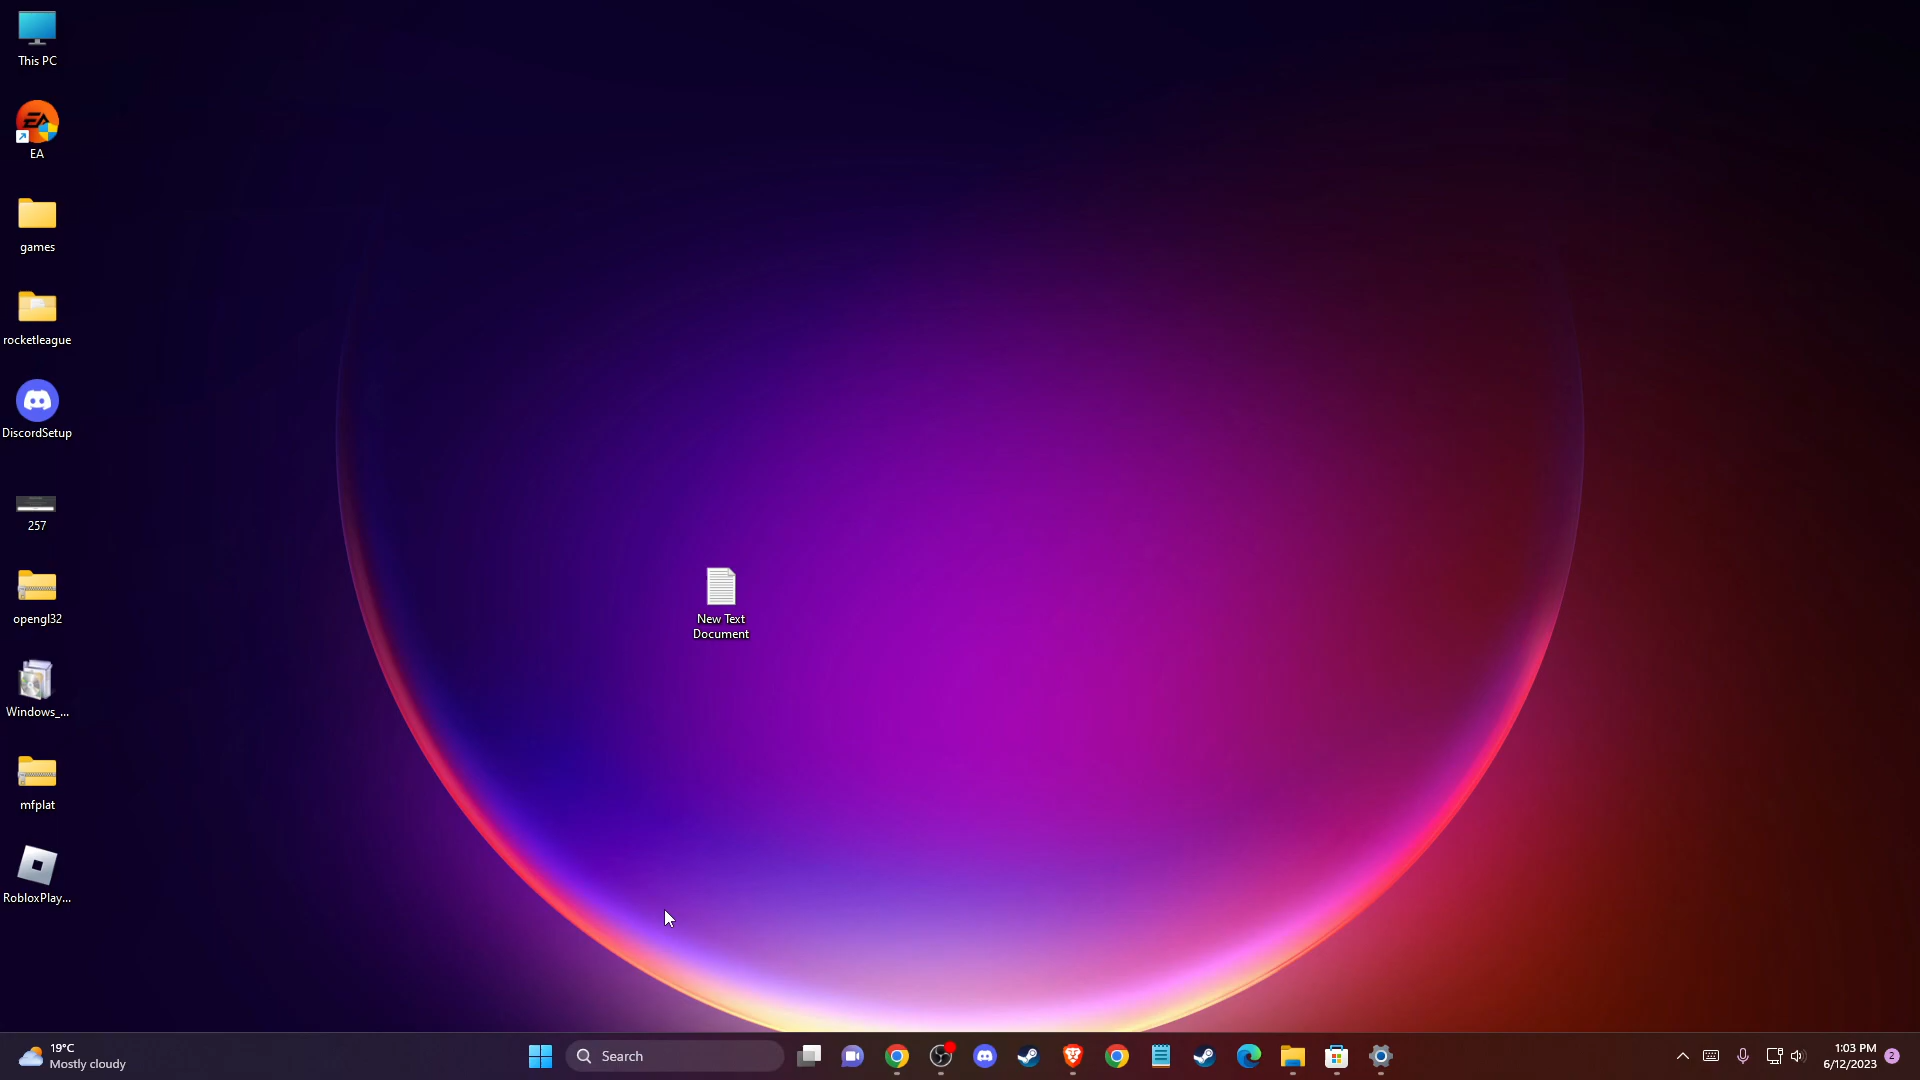 This PC
EA
games
rocketleague
DiscordSetup
257
opengl32
Windows_...
mfplat
RobloxPlay...
New Text
Document
19°C
Mostly cloudy
Search
1:03 PM
6/12/2023
2